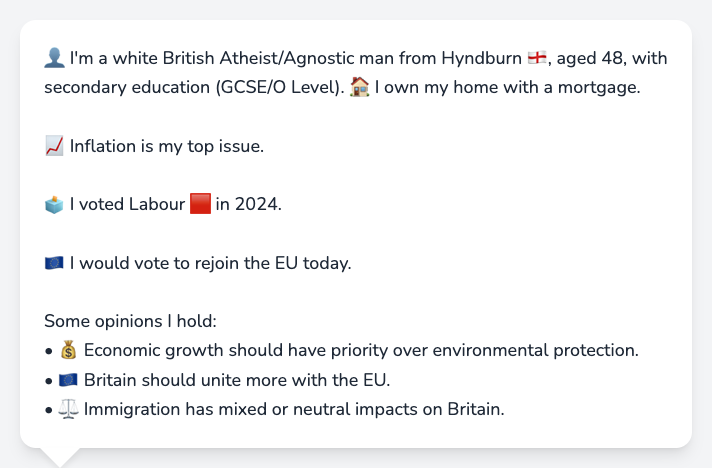 👤 I'm a white British Atheist/Agnostic man from Hyndburn 🏴󠁧󠁢󠁥󠁮󠁧󠁿, aged 48, with
secondary education (GCSE/O Level). 🏠 I own my home with a mortgage.
📈 Inflation is my top issue.
🗳️ I voted Labour 🟥 in 2024.
🇪🇺 I would vote to rejoin the EU today.
Some opinions I hold:
• 💰 Economic growth should have priority over environmental protection.
• 🇪🇺 Britain should unite more with the EU.
• ⚖️ Immigration has mixed or neutral impacts on Britain.